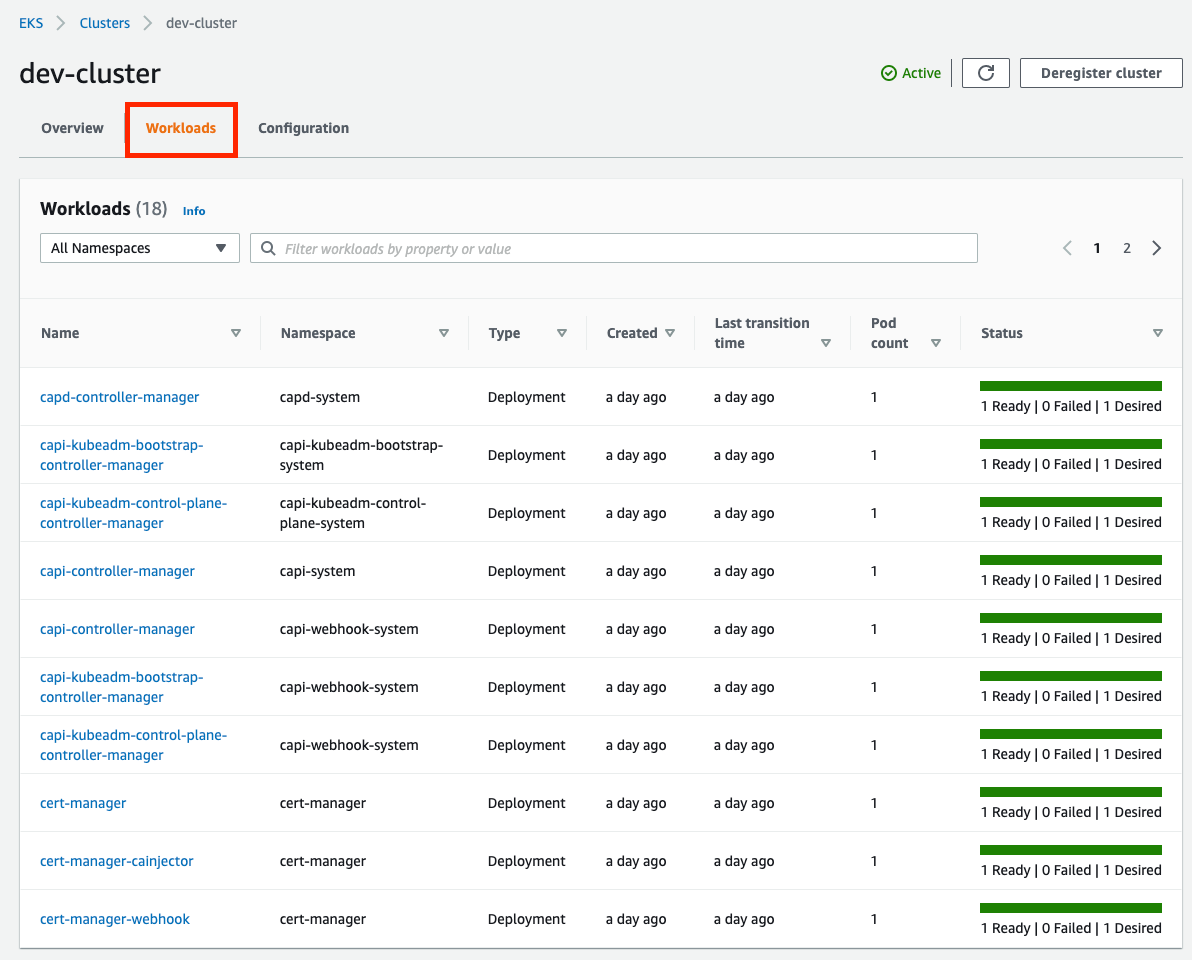 EKS > Clusters > dev-cluster
dev-cluster
Active
Deregister cluster
Overview
Workloads
Configuration
Workloads (18) Info
All Namespaces
Filter workloads by property or value
1 2
Name Namespace Type Created Last transition time Pod count Status
capd-controller-manager capd-system Deployment a day ago a day ago 1 1 Ready | 0 Failed | 1 Desired
capi-kubeadm-bootstrap-controller-manager capi-kubeadm-bootstrap-system Deployment a day ago a day ago 1 1 Ready | 0 Failed | 1 Desired
capi-kubeadm-control-plane-controller-manager capi-kubeadm-control-plane-system Deployment a day ago a day ago 1 1 Ready | 0 Failed | 1 Desired
capi-controller-manager capi-system Deployment a day ago a day ago 1 1 Ready | 0 Failed | 1 Desired
capi-controller-manager capi-webhook-system Deployment a day ago a day ago 1 1 Ready | 0 Failed | 1 Desired
capi-kubeadm-bootstrap-controller-manager capi-webhook-system Deployment a day ago a day ago 1 1 Ready | 0 Failed | 1 Desired
capi-kubeadm-control-plane-controller-manager capi-webhook-system Deployment a day ago a day ago 1 1 Ready | 0 Failed | 1 Desired
cert-manager cert-manager Deployment a day ago a day ago 1 1 Ready | 0 Failed | 1 Desired
cert-manager-cainjector cert-manager Deployment a day ago a day ago 1 1 Ready | 0 Failed | 1 Desired
cert-manager-webhook cert-manager Deployment a day ago a day ago 1 1 Ready | 0 Failed | 1 Desired